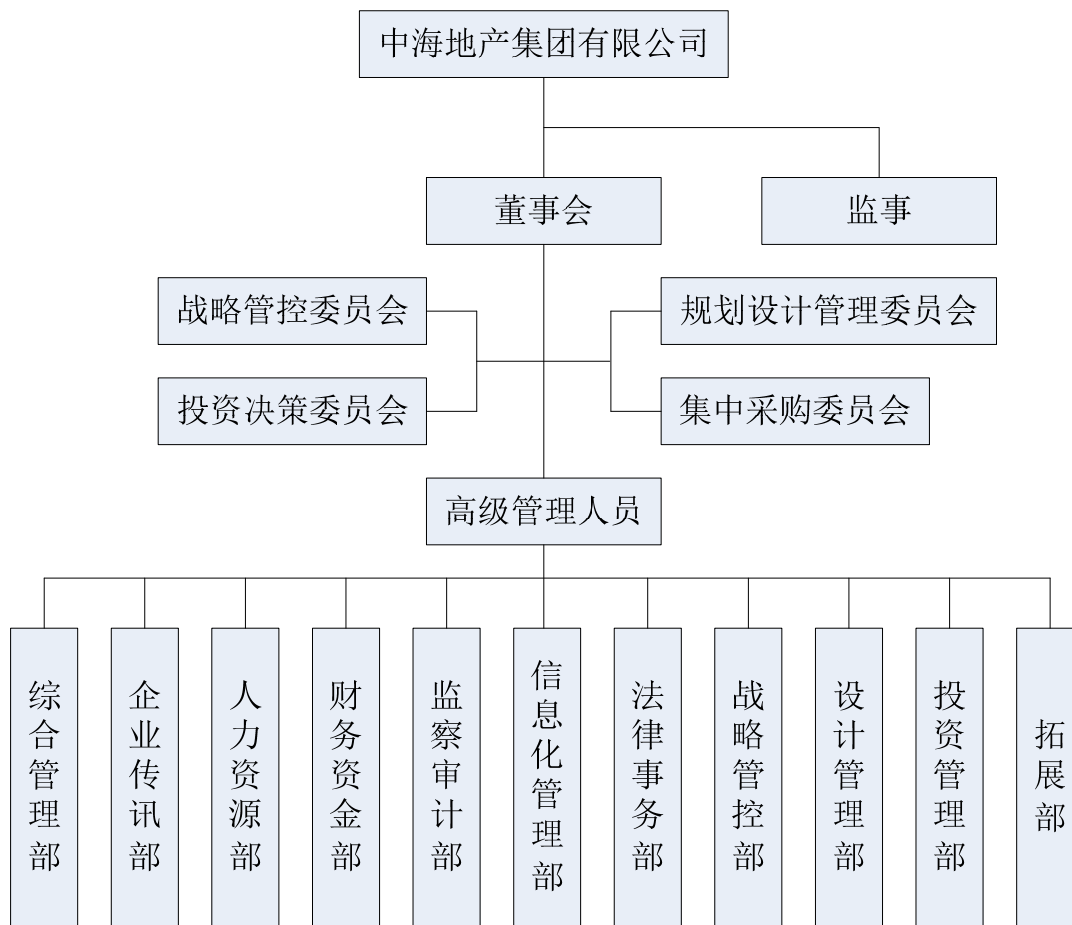 中海地产集团有限公司
董事会
监事
战略管控委员会
规划设计管理委员会
投资决策委员会
集中采购委员会
高级管理人员
综合管理部
企业传讯部
人力资源部
财务资金部
监察审计部
信息化管理部
法律事务部
战略管控部
设计管理部
投资管理部
拓展部